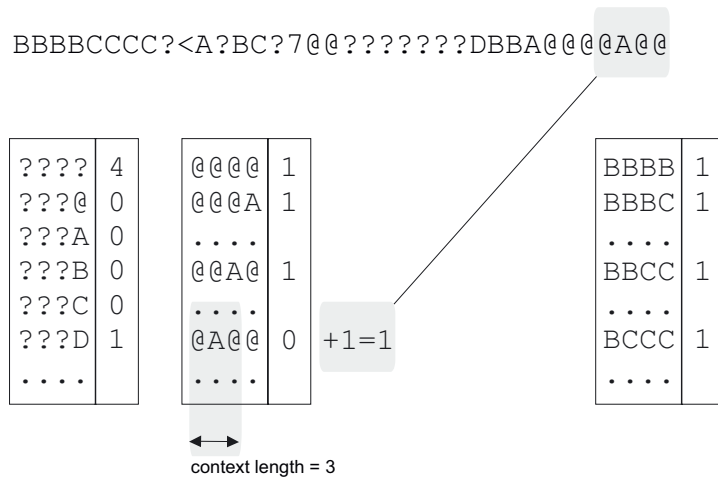 BBBBCCCC?<A?BC?7@@???????DBBA@@@@A@@
???? 4
???@ 0
???A 0
???B 0
???C 0
???D 1
....
@@@@ 1
@@@A 1
....
@@A@ 1
....
@A@@ 0 +1=1
....
BBBB 1
BBBC 1
....
BBCC 1
....
BCCC 1
....
context length = 3